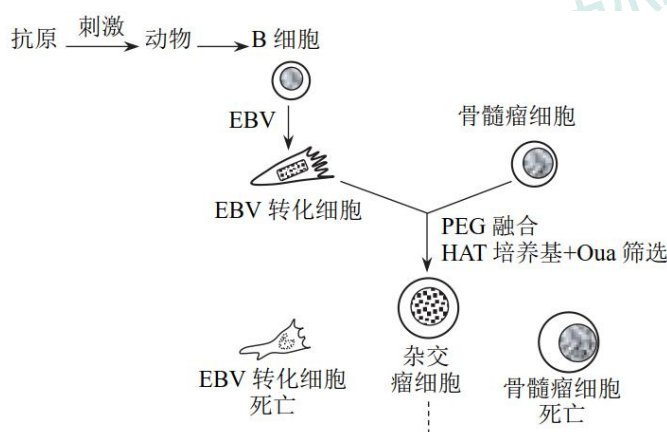 抗原 刺激 动物 B 细胞
EBV
骨髓瘤细胞
EBV 转化细胞
PEG 融合
HAT 培养基+Oua 筛选
杂交
瘤细胞
EBV 转化细胞
死亡
骨髓瘤细胞
死亡